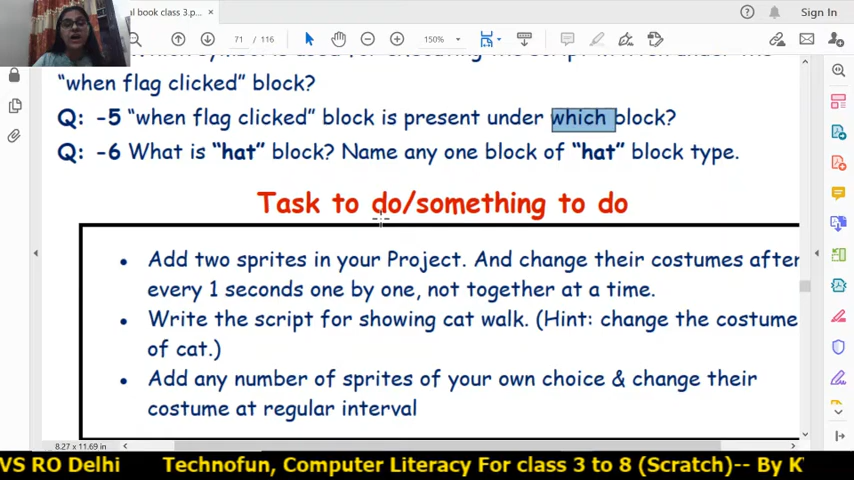 al book class 3.p...
Sign In
71 / 116
150%
"when flag clicked" block?
Q: -5 "when flag clicked" block is present under which block?
Q: -6 What is "hat" block? Name any one block of "hat" block type.
Task to do/something to do
• Add two sprites in your Project. And change their costumes after
every 1 seconds one by one, not together at a time.
• Write the script for showing cat walk. (Hint: change the costume
of cat.)
• Add any number of sprites of your own choice & change their
costume at regular interval
8.27 x 11.69 in
VS RO Delhi Technofun, Computer Literacy For class 3 to 8 (Scratch)-- By K